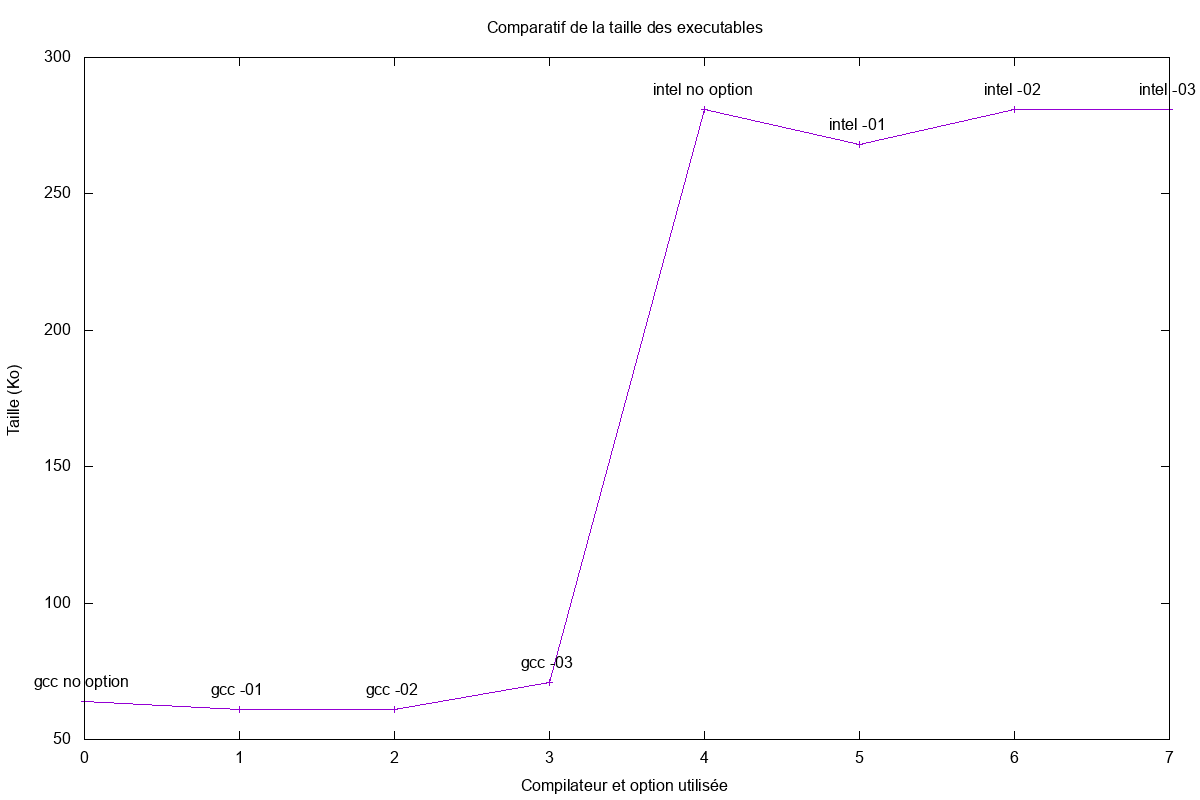 Comparatif de la taille des executables
300
intel no option
intel -02
intel -03
intel -01
250
200
Taille (Ko)
150
100
gcc -03
gcc no option
gcc -01
gcc -02
50
0 1 2 3 4 5 6 7
Compilateur et option utilisée